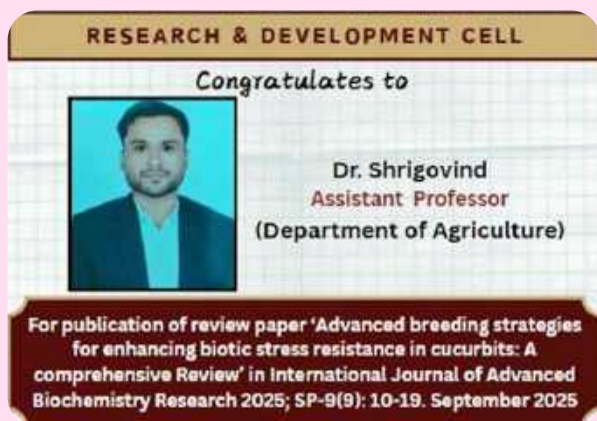 RESEARCH & DEVELOPMENT CELL
Congratulates to
Dr. Shrigovind
Assistant Professor
(Department of Agriculture)
For publication of review paper ‘Advanced breeding strategies
for enhancing biotic stress resistance in cucurbits: A
comprehensive Review’ in International Journal of Advanced
Biochemistry Research 2025; SP-9(9): 10-19. September 2025